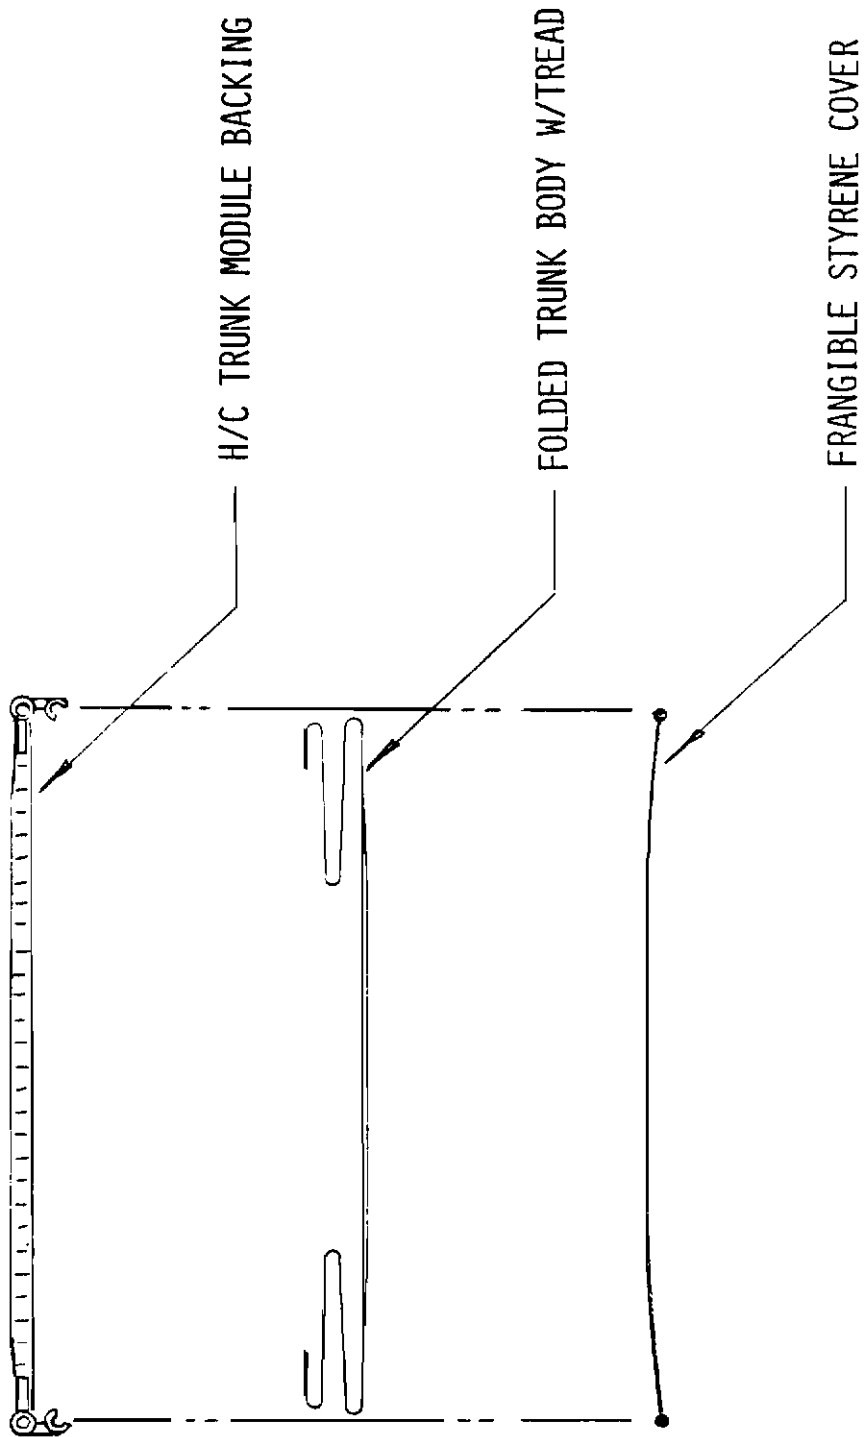 H/C TRUNK MODULE BACKING
FOLDED TRUNK BODY W/TREAD
FRANGIBLE STYRENE COVER